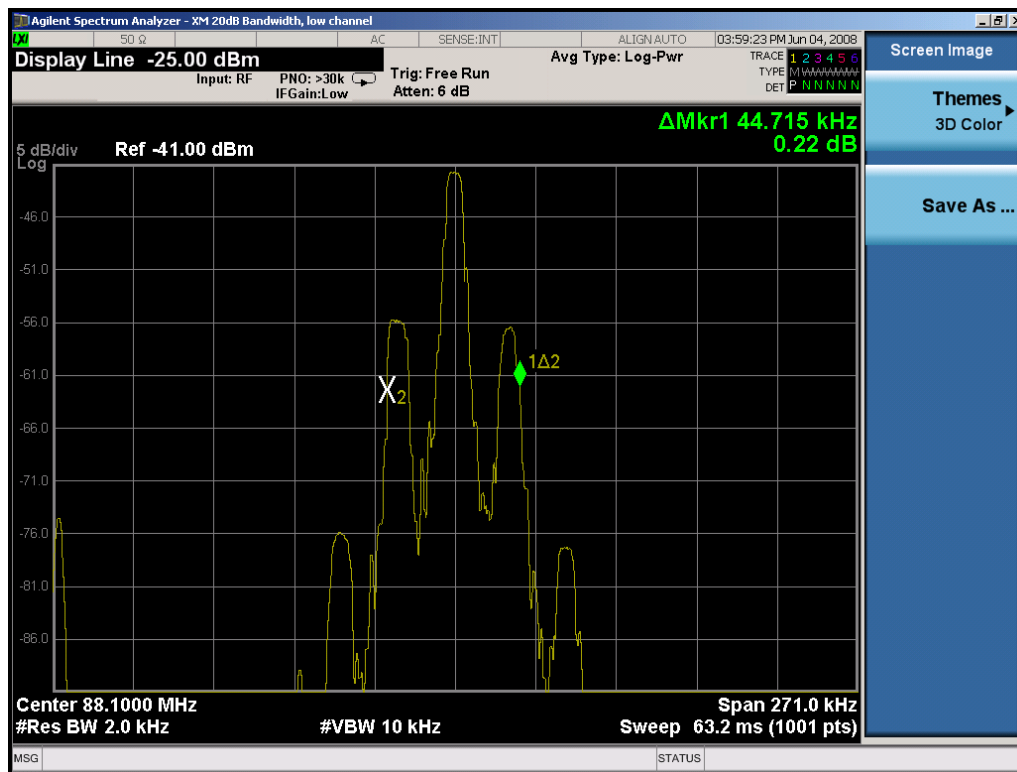 Agilent Spectrum Analyzer - XM 20dB Bandwidth, low channel
LXI 50 Ω AC SENSE:INT ALIGN AUTO 03:59:23 PM Jun 04, 2008
Display Line -25.00 dBm
Input: RF PNO: >30k IFGain:Low
Trig: Free Run
Atten: 6 dB
Avg Type: Log-Pwr
TRACE 1 2 3 4 5 6
TYPE M W W W W W
DET P N N N N N
Screen Image
Themes
3D Color
Save As ...
ΔMkr1 44.715 kHz
0.22 dB
5 dB/div Ref -41.00 dBm
Log
-46.0
-51.0
-56.0
1Δ2
-61.0
X2
-66.0
-71.0
-76.0
-81.0
-86.0
Center 88.1000 MHz Span 271.0 kHz
#Res BW 2.0 kHz #VBW 10 kHz Sweep 63.2 ms (1001 pts)
MSG STATUS